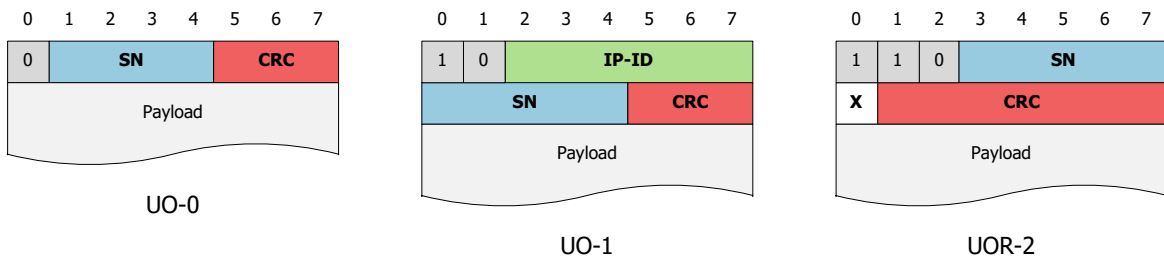 0 1 2 3 4 5 6 7
0 SN CRC
Payload
UO-0
0 1 2 3 4 5 6 7
1 0 IP-ID
SN CRC
Payload
UO-1
0 1 2 3 4 5 6 7
1 1 0 SN
X CRC
Payload
UOR-2